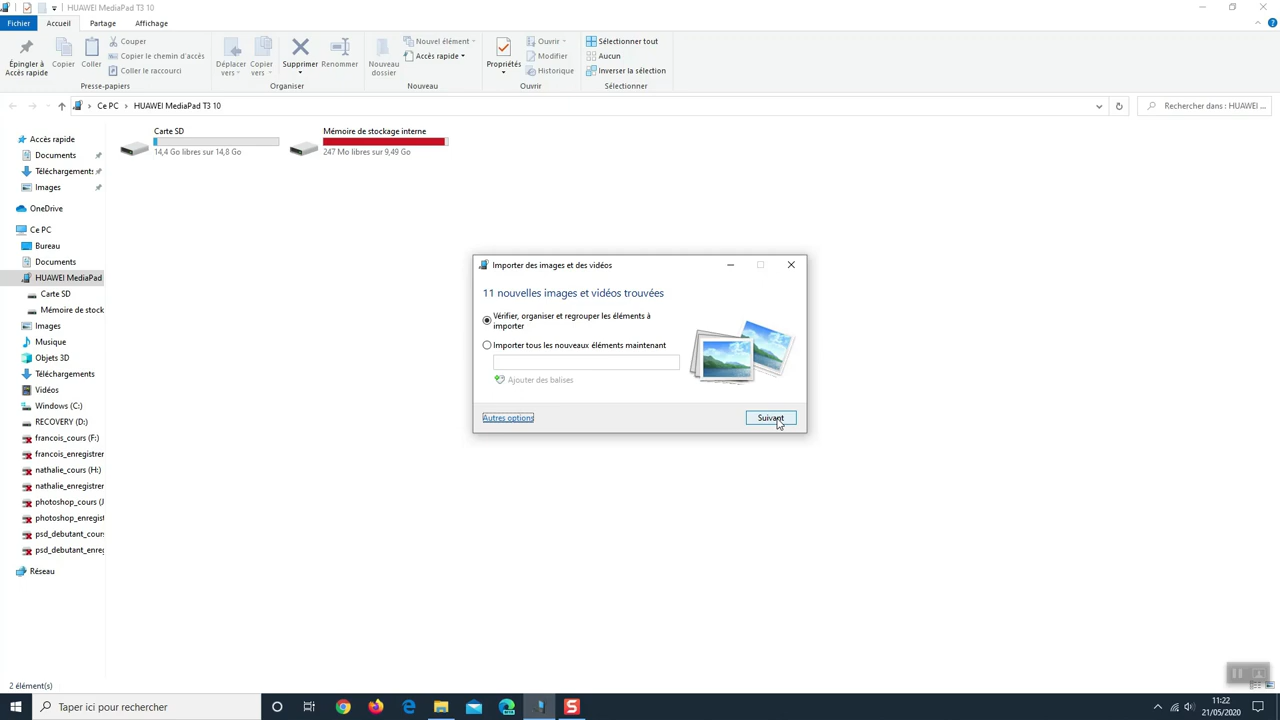 HUAWEI MediaPad T3 10
Fichier
Accueil
Partage
Affichage
Épingler à
Accès rapide
Copier
Coller
Couper
Copier le chemin d'accès
Coller le raccourci
Presse-papiers
Déplacer
vers
Copier
vers
Supprimer
Renommer
Organiser
Nouveau
dossier
Nouvel élément
Accès rapide
Nouveau
Propriétés
Ouvrir
Modifier
Historique
Ouvrir
Sélectionner tout
Aucun
Inverser la sélection
Sélectionner
Ce PC > HUAWEI MediaPad T3 10
Rechercher dans : HUAWEI ...
Accès rapide
Documents
Téléchargements
Images
OneDrive
Ce PC
Bureau
Documents
HUAWEI MediaPad
Carte SD
Mémoire de stock
Images
Musique
Objets 3D
Téléchargements
Vidéos
Windows (C:)
RECOVERY (D:)
francois_cours (F:)
francois_enregistrer
nathalie_cours (H:)
nathalie_enregistrer
photoshop_cours (J
photoshop_enregist
psd_debutant_cours
psd_debutant_enreg
Réseau
Carte SD
14,4 Go libres sur 14,8 Go
Mémoire de stockage interne
247 Mo libres sur 9,49 Go
Importer des images et des vidéos
11 nouvelles images et vidéos trouvées
Vérifier, organiser et regrouper les éléments à
importer
Importer tous les nouveaux éléments maintenant
Ajouter des balises
Autres options
Suivant
2 élément(s)
Taper ici pour rechercher
11:22
21/05/2020